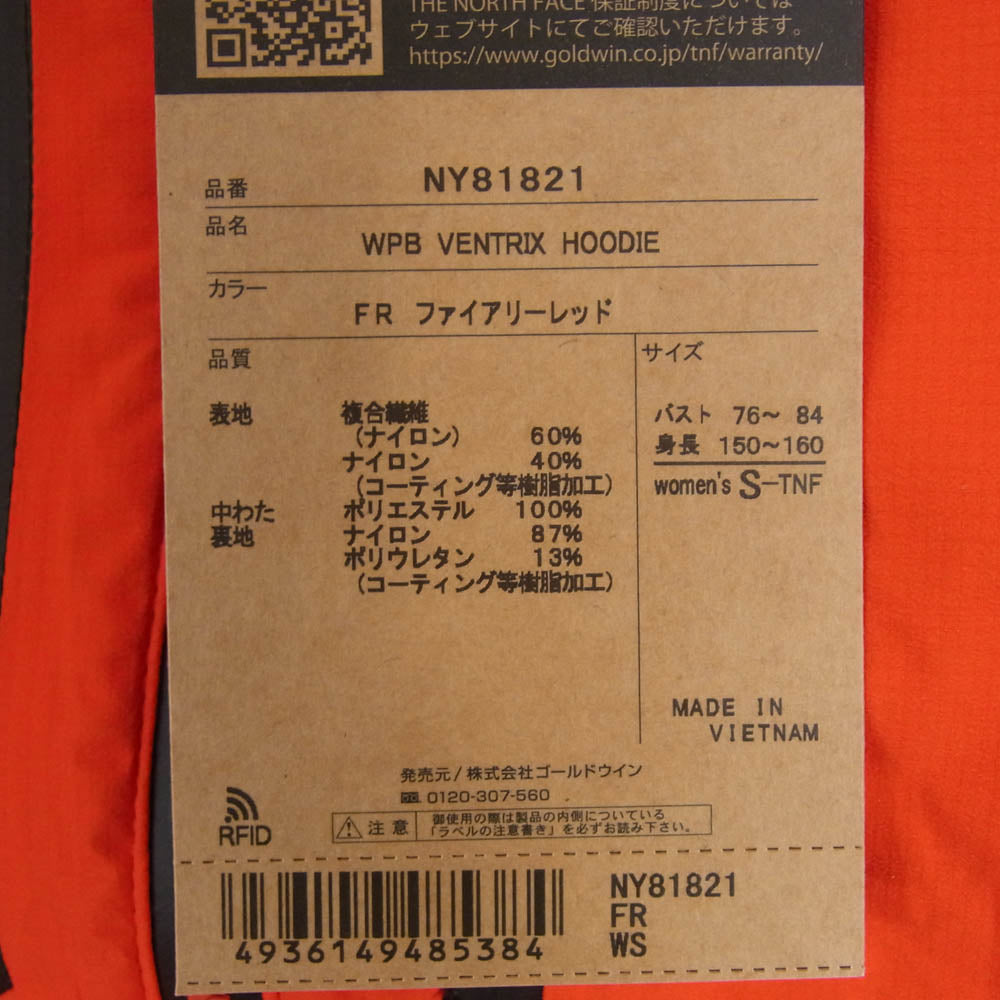 THE NORTH FACE 保証制度については
ウェブサイトにてご確認いただけます。
https://www.goldwin.co.jp/tnf/warranty/
品番 NY81821
品名 WPB VENTRIX HOODIE
カラー FR ファイアリーレッド
品質
表地 複合繊維
(ナイロン) 60%
ナイロン 40%
(コーティング等樹脂加工)
中わた ポリエステル 100%
裏地 ナイロン 87%
ポリウレタン 13%
(コーティング等樹脂加工)
サイズ
バスト 76〜 84
身長 150〜160
women's S-TNF
MADE IN
VIETNAM
発売元/株式会社ゴールドウイン
0120-307-560
RFID
注意
御使用の際は製品の内側についている
「ラベルの注意書き」を必ずお読み下さい。
4936149485384
NY81821
FR
WS